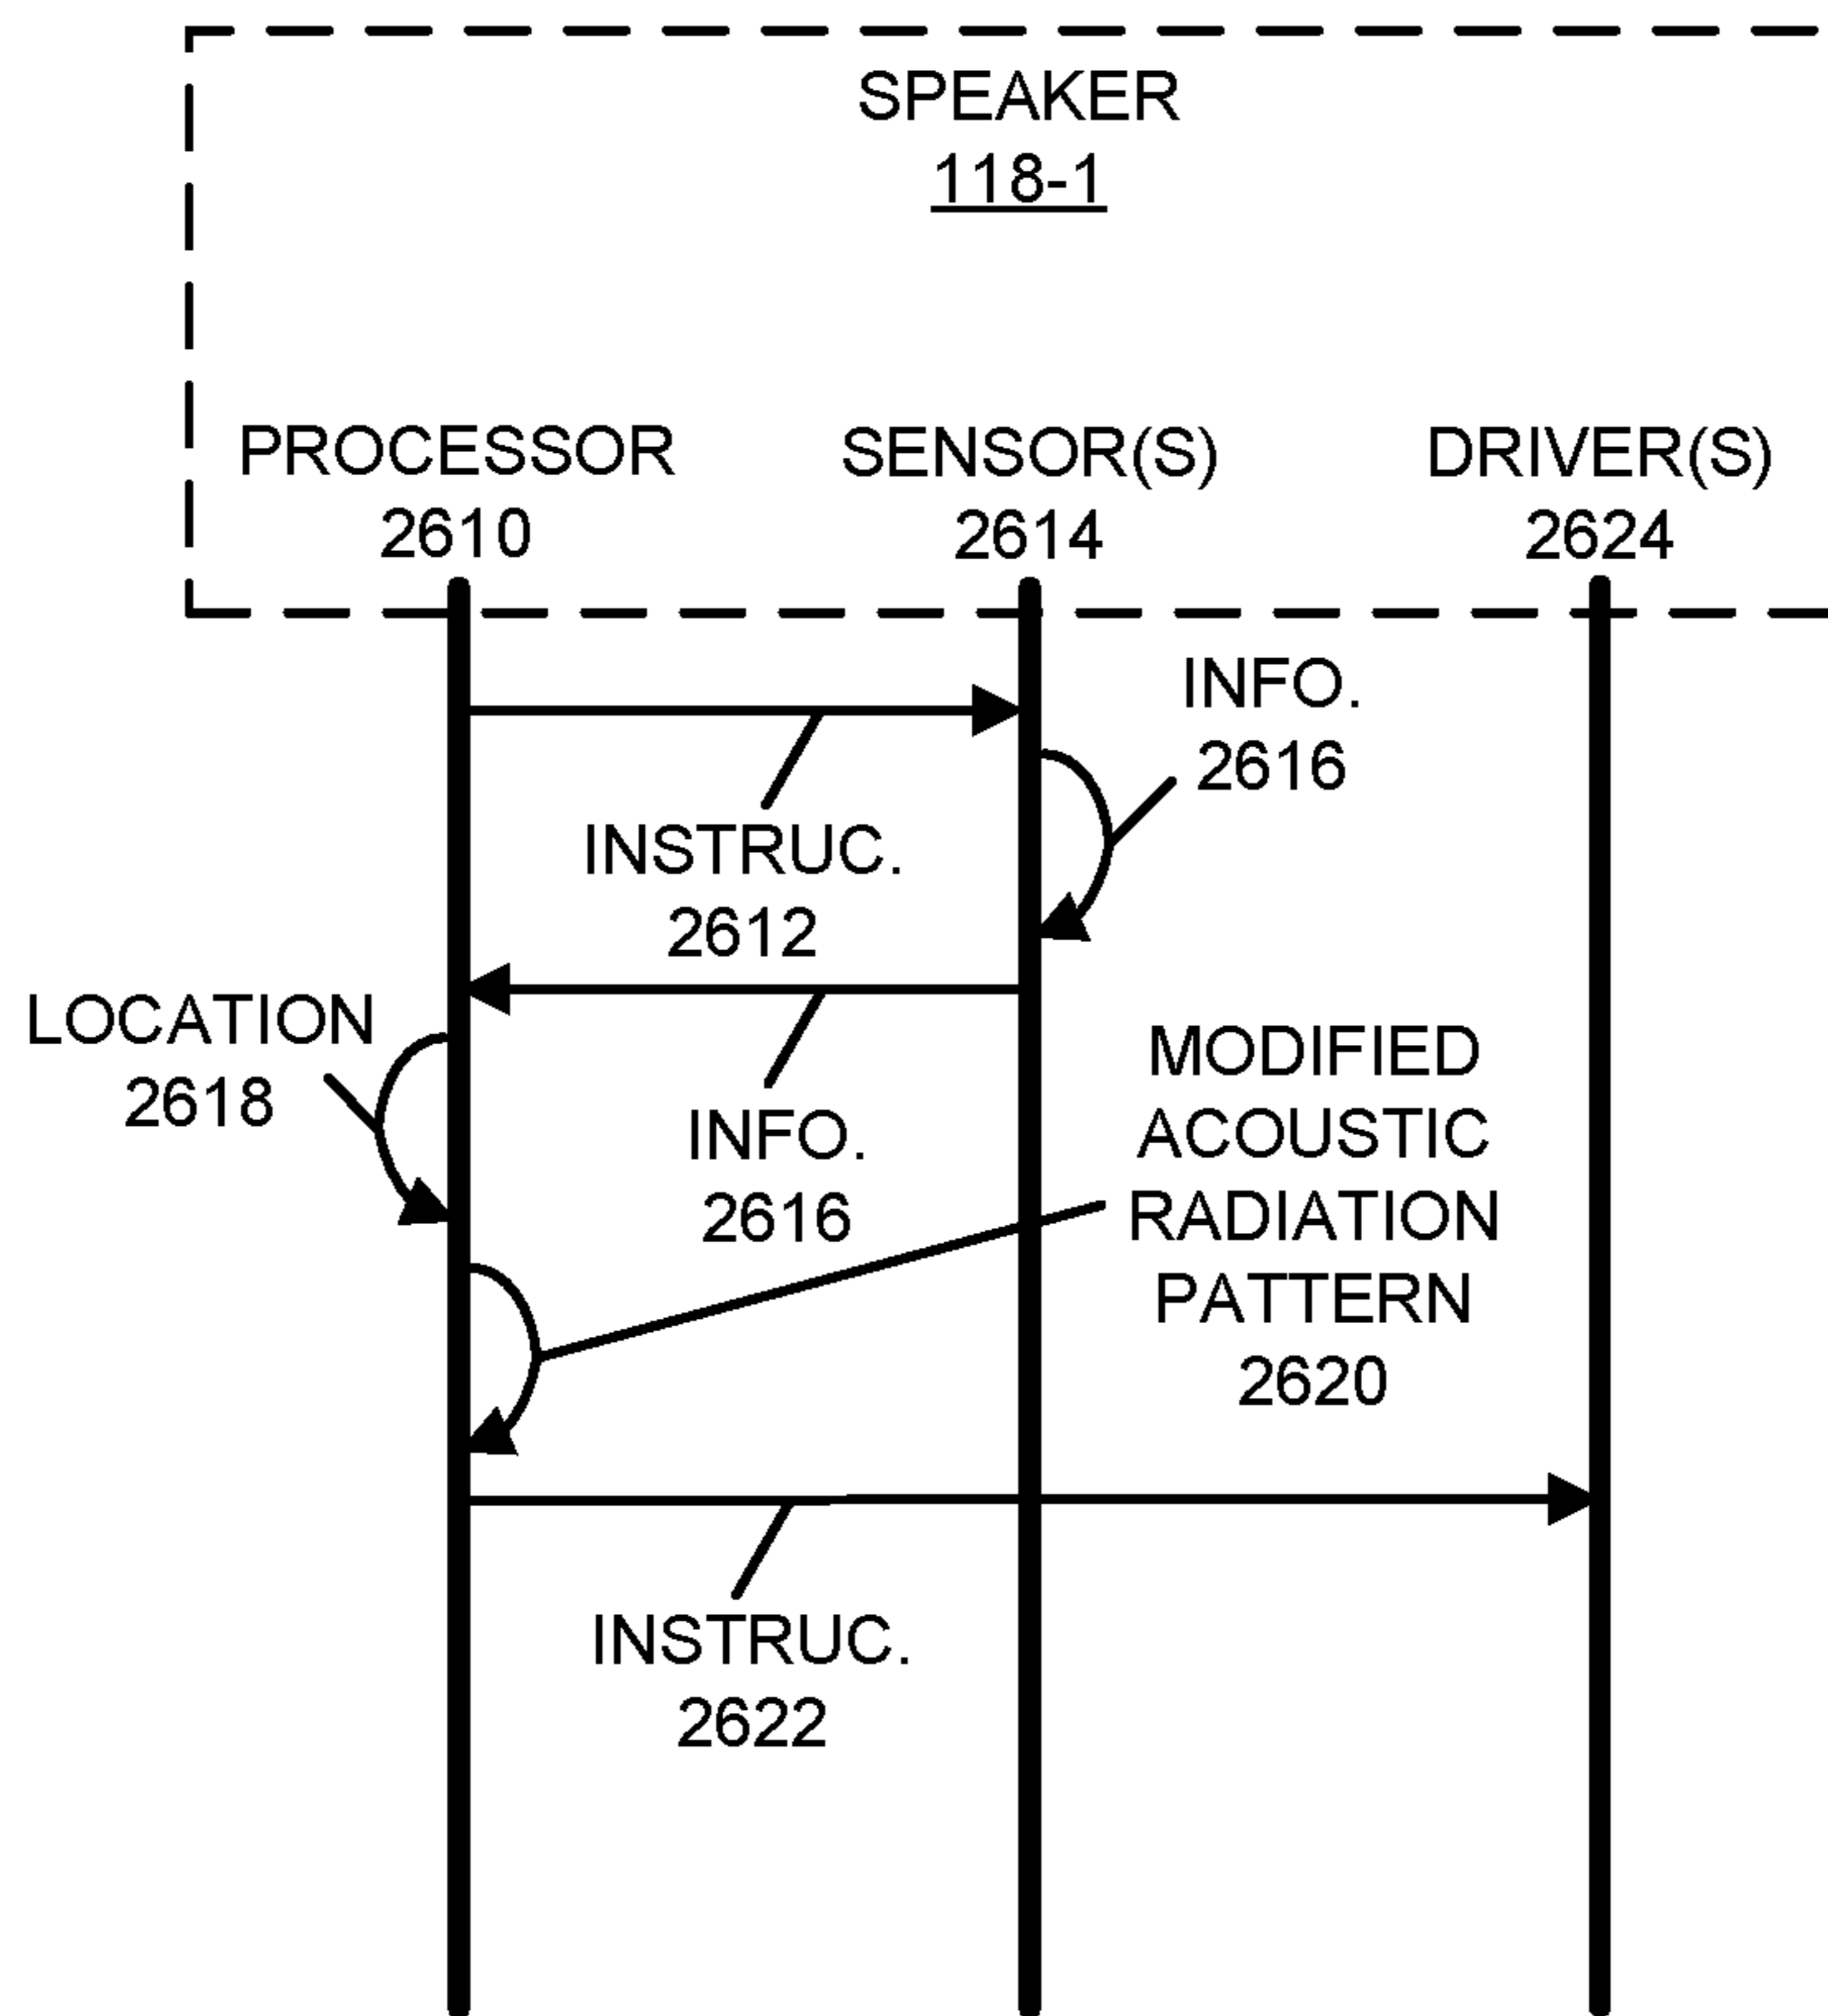 SPEAKER
118-1
PROCESSOR
2610
SENSOR(S)
2614
DRIVER(S)
2624
INFO.
2616
INSTRUC.
2612
LOCATION
2618
INFO.
2616
MODIFIED
ACOUSTIC
RADIATION
PATTERN
2620
INSTRUC.
2622